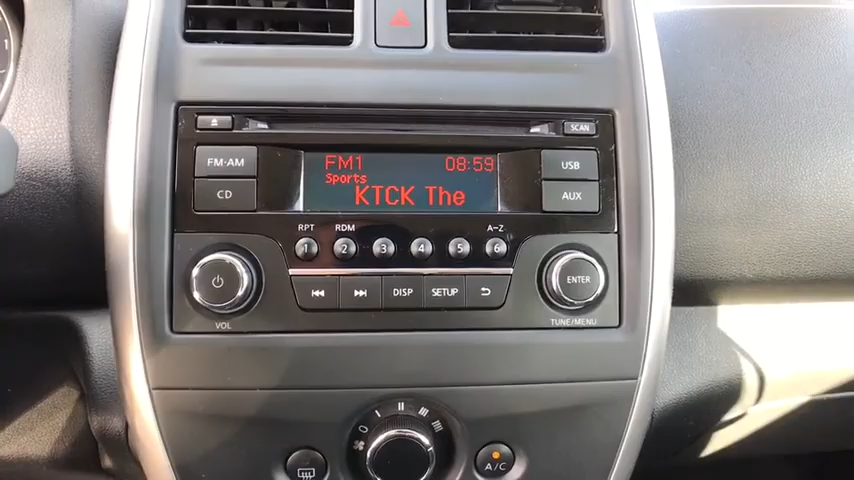 SCAN
FM·AM
FM1 08:59
USB
Sports
KTCK The
CD
AUX
RPT RDM A–Z
1 2 3 4 5 6
ENTER
DISP SETUP
VOL
TUNE/MENU
A/C